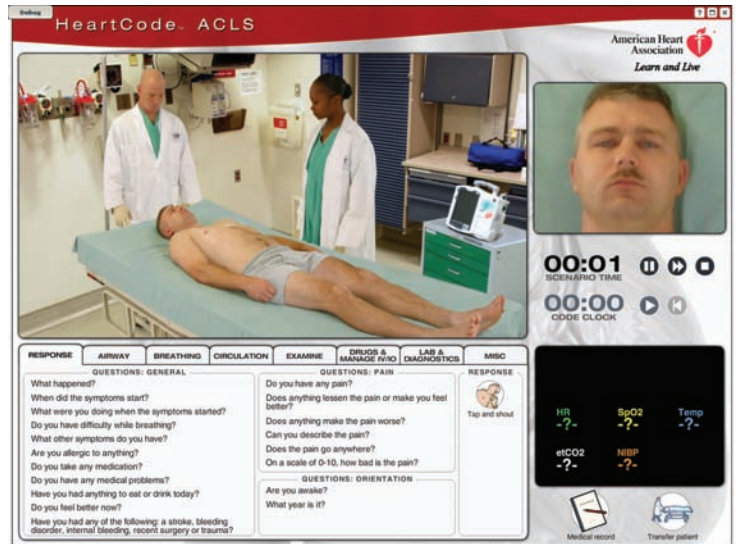 Debug
HeartCode™ ACLS
American Heart
Association
Learn and Live
00:01
SCENARIO TIME
00:00
CODE CLOCK
RESPONSE
AIRWAY
BREATHING
CIRCULATION
EXAMINE
DRUGS &
MANAGE IV/IO
LAB &
DIAGNOSTICS
MISC
QUESTIONS: GENERAL
What happened?
When did the symptoms start?
What were you doing when the symptoms started?
Do you have difficulty while breathing?
What other symptoms do you have?
Are you allergic to anything?
Do you take any medication?
Do you have any medical problems?
Have you had anything to eat or drink today?
Do you feel better now?
Have you had any of the following: a stroke, bleeding
disorder, internal bleeding, recent surgery or trauma?
QUESTIONS: PAIN
Do you have any pain?
Does anything lessen the pain or make you feel
better?
Does anything make the pain worse?
Can you describe the pain?
Does the pain go anywhere?
On a scale of 0-10, how bad is the pain?
QUESTIONS: ORIENTATION
Are you awake?
What year is it?
RESPONSE
Tap and shout
HR
-?-
SpO2
-?-
Temp
-?-
etCO2
-?-
NIBP
-?-
Medical record
Transfer patient